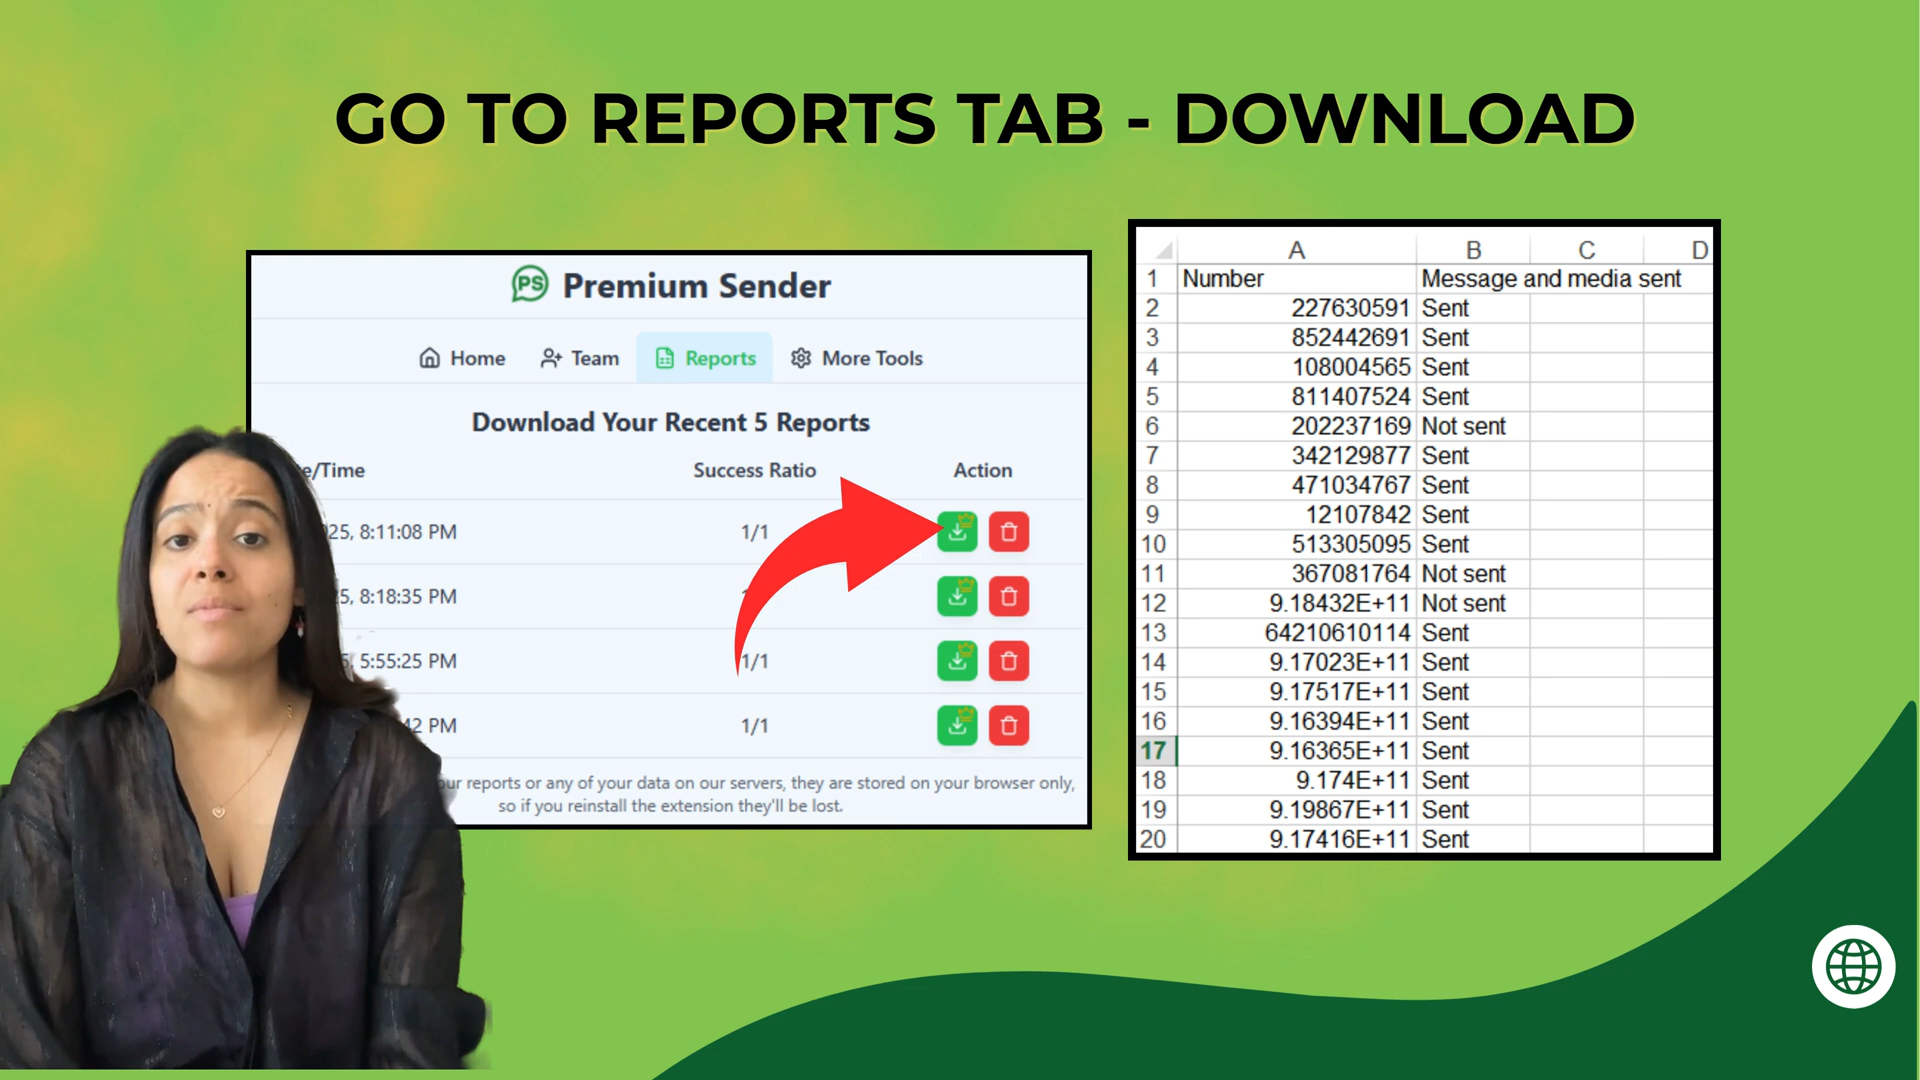 GO TO REPORTS TAB - DOWNLOAD
PS Premium Sender
Home Team Reports More Tools
Download Your Recent 5 Reports
e/Time Success Ratio Action
25, 8:11:08 PM 1/1
5, 8:18:35 PM
5, 5:55:25 PM 1/1
42 PM 1/1
our reports or any of your data on our servers, they are stored on your browser only,
so if you reinstall the extension they'll be lost.
A B C D
1 Number Message and media sent
2 227630591 Sent
3 852442691 Sent
4 108004565 Sent
5 811407524 Sent
6 202237169 Not sent
7 342129877 Sent
8 471034767 Sent
9 12107842 Sent
10 513305095 Sent
11 367081764 Not sent
12 9.18432E+11 Not sent
13 64210610114 Sent
14 9.17023E+11 Sent
15 9.17517E+11 Sent
16 9.16394E+11 Sent
17 9.16365E+11 Sent
18 9.174E+11 Sent
19 9.19867E+11 Sent
20 9.17416E+11 Sent